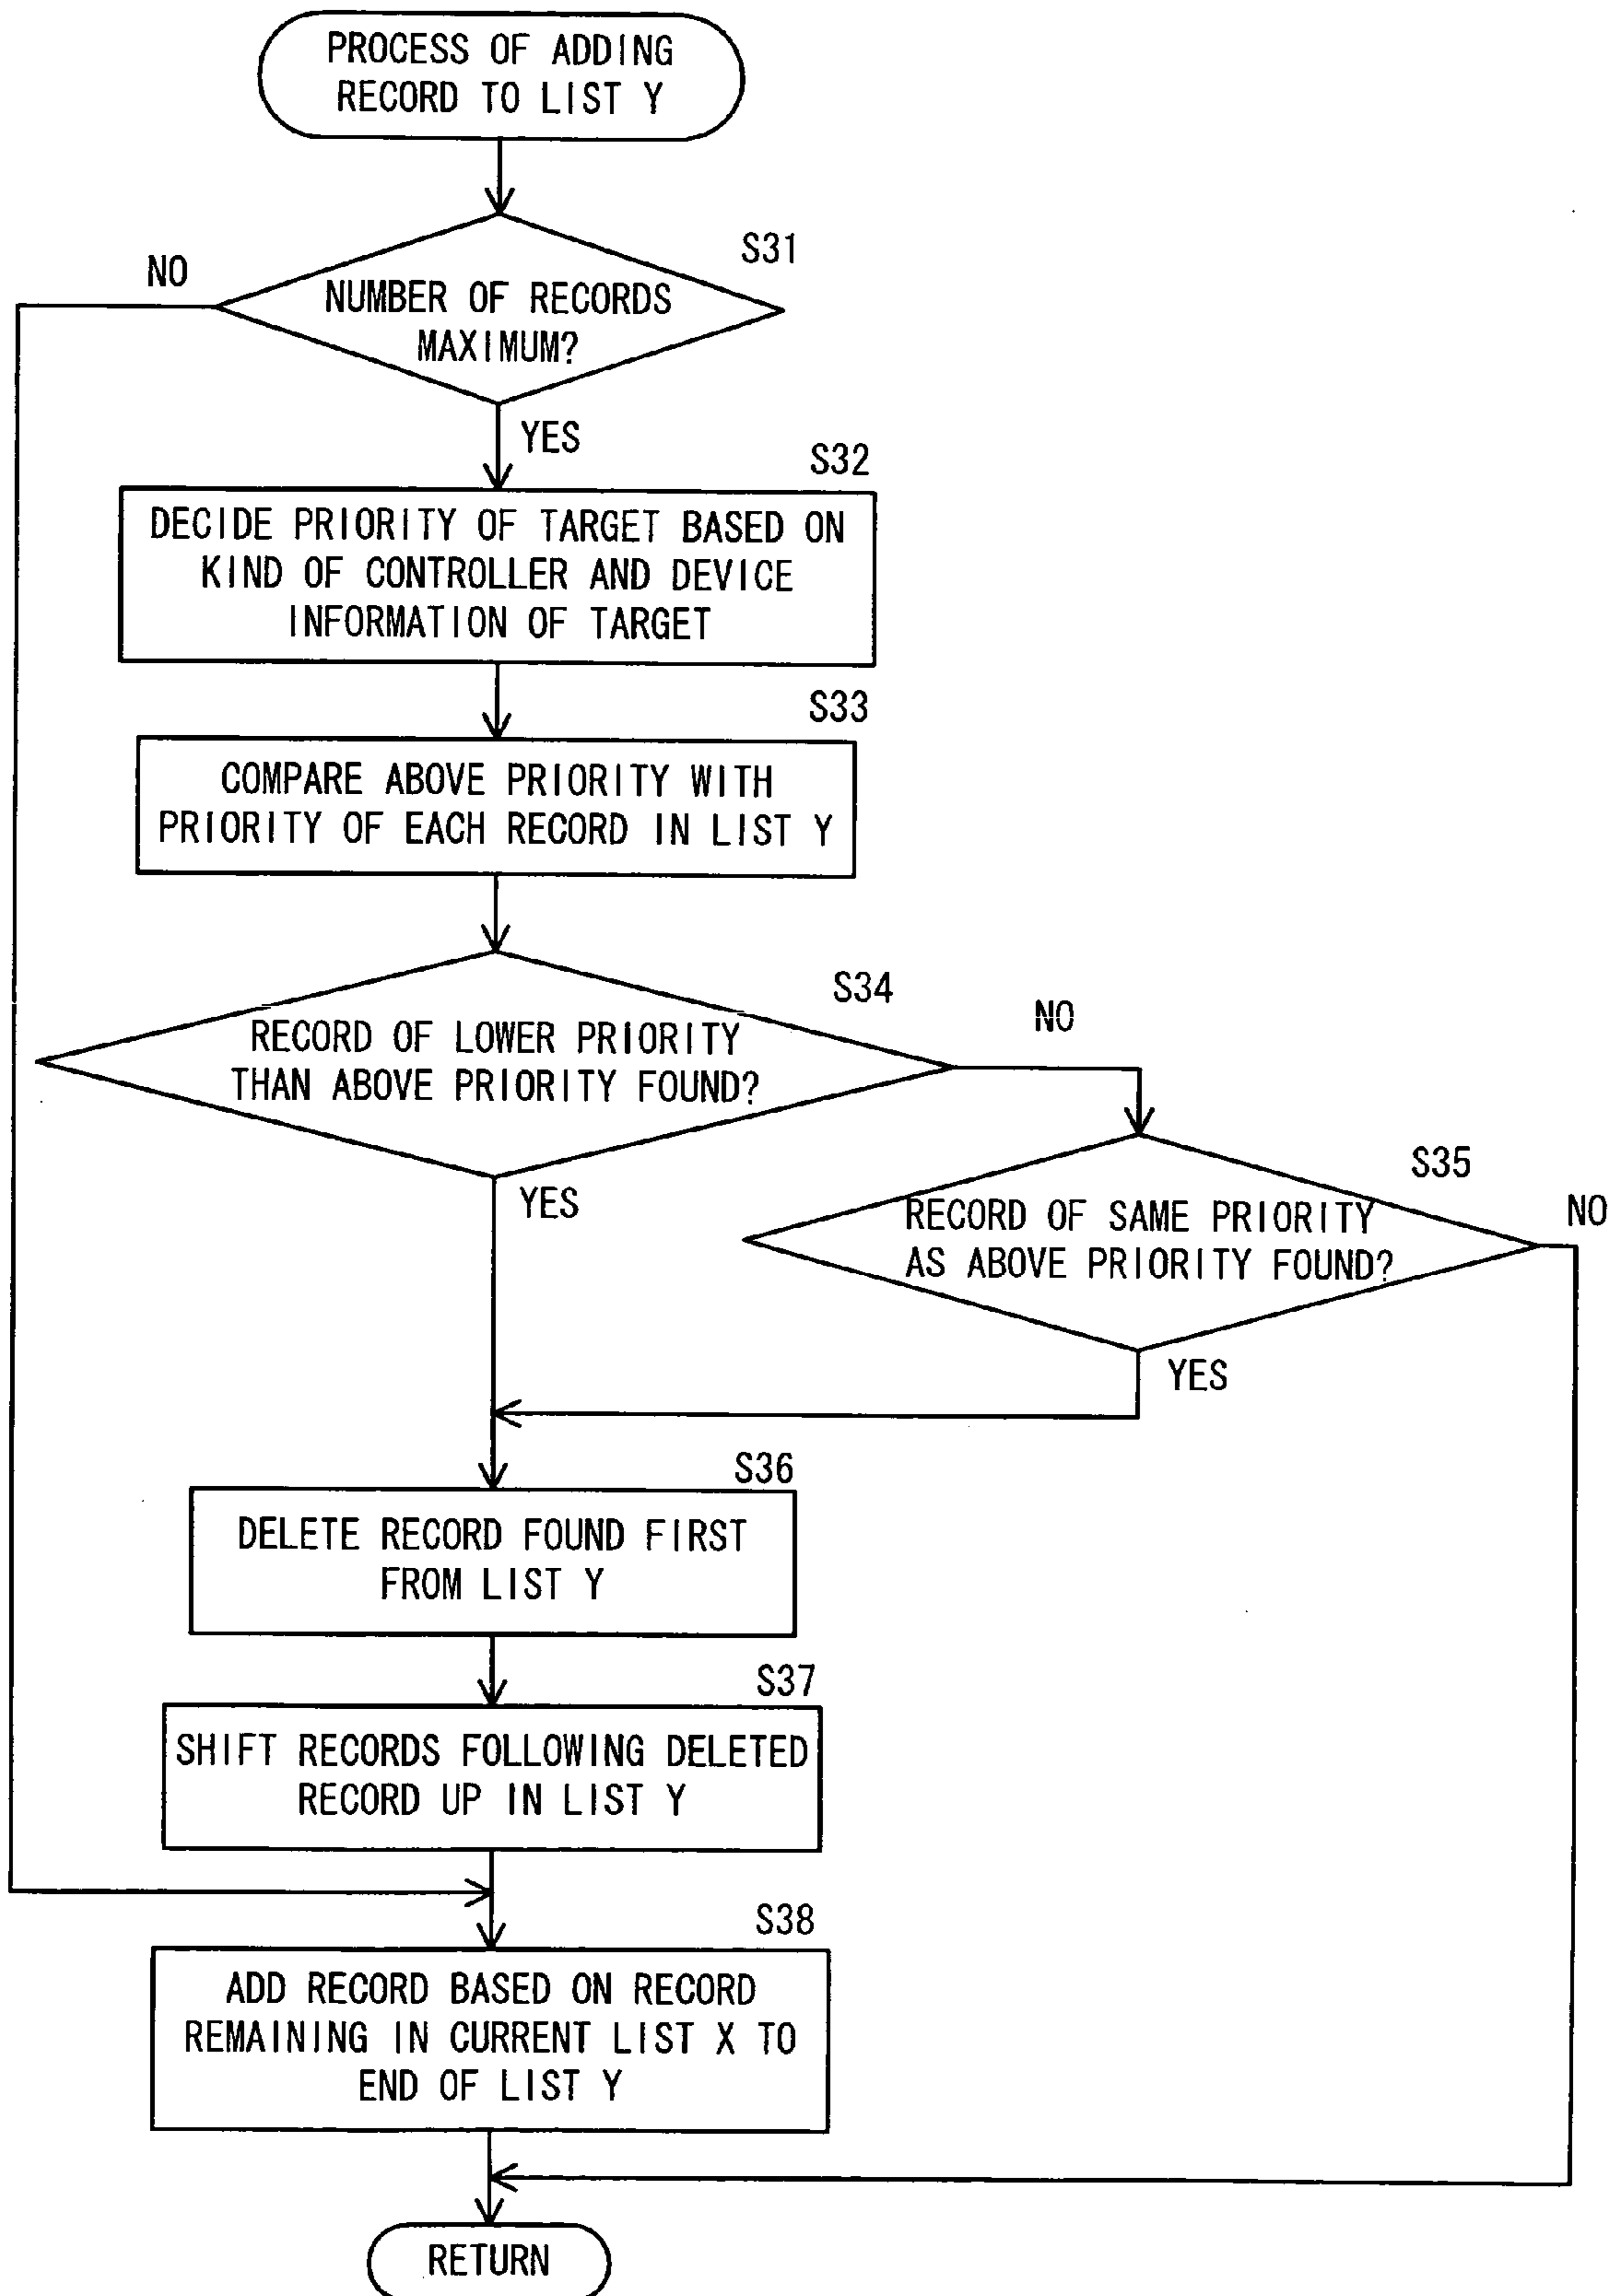 PROCESS OF ADDING
RECORD TO LIST Y
S31
NO
NUMBER OF RECORDS
MAXIMUM?
YES
S32
DECIDE PRIORITY OF TARGET BASED ON
KIND OF CONTROLLER AND DEVICE
INFORMATION OF TARGET
S33
COMPARE ABOVE PRIORITY WITH
PRIORITY OF EACH RECORD IN LIST Y
S34
NO
RECORD OF LOWER PRIORITY
THAN ABOVE PRIORITY FOUND?
YES
S35
NO
RECORD OF SAME PRIORITY
AS ABOVE PRIORITY FOUND?
YES
S36
DELETE RECORD FOUND FIRST
FROM LIST Y
S37
SHIFT RECORDS FOLLOWING DELETED
RECORD UP IN LIST Y
S38
ADD RECORD BASED ON RECORD
REMAINING IN CURRENT LIST X TO
END OF LIST Y
RETURN